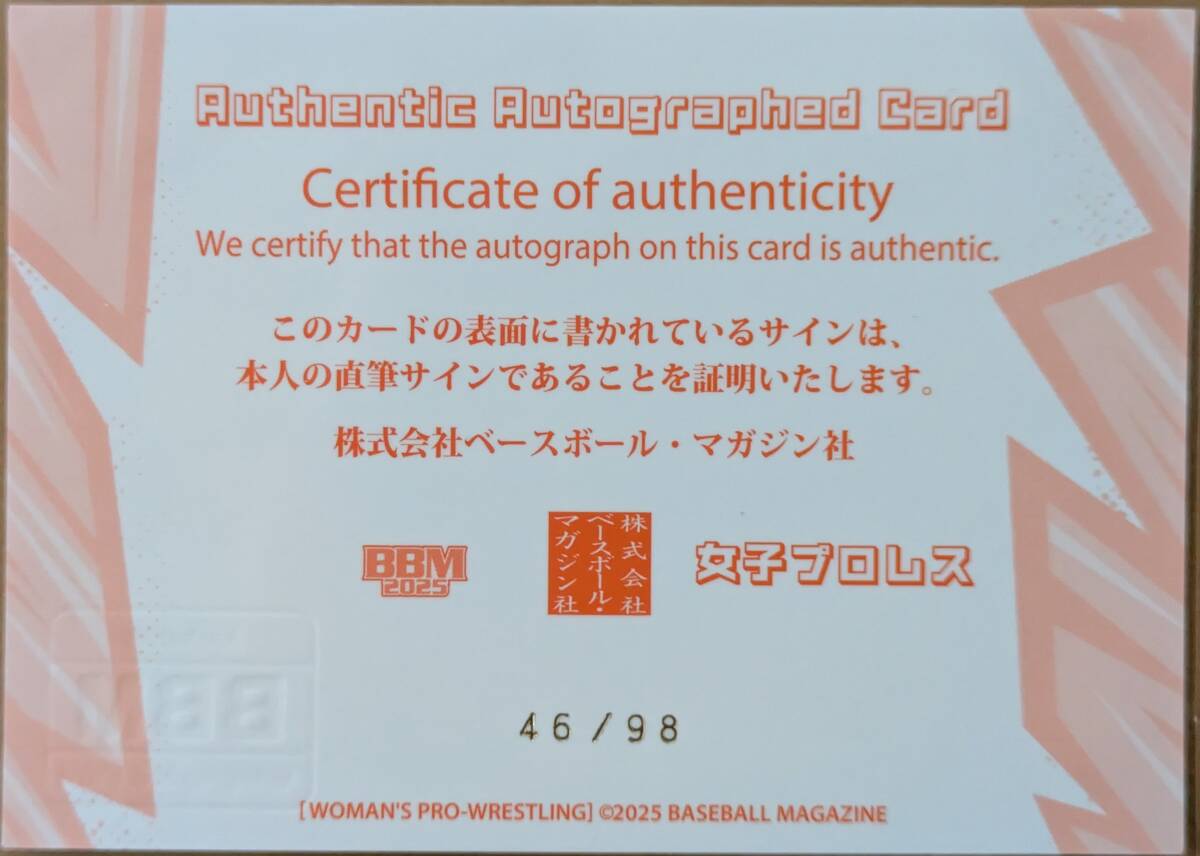 Authentic Autographed Card
Certificate of authenticity
We certify that the autograph on this card is authentic.
このカードの表面に書かれているサインは、
本人の直筆サインであることを証明いたします。
株式会社ベースボール・マガジン社
BBM
2025
株式会社
ベースボール・
マガジン社
女子プロレス
46/98
[WOMAN'S PRO-WRESTLING] ©2025 BASEBALL MAGAZINE